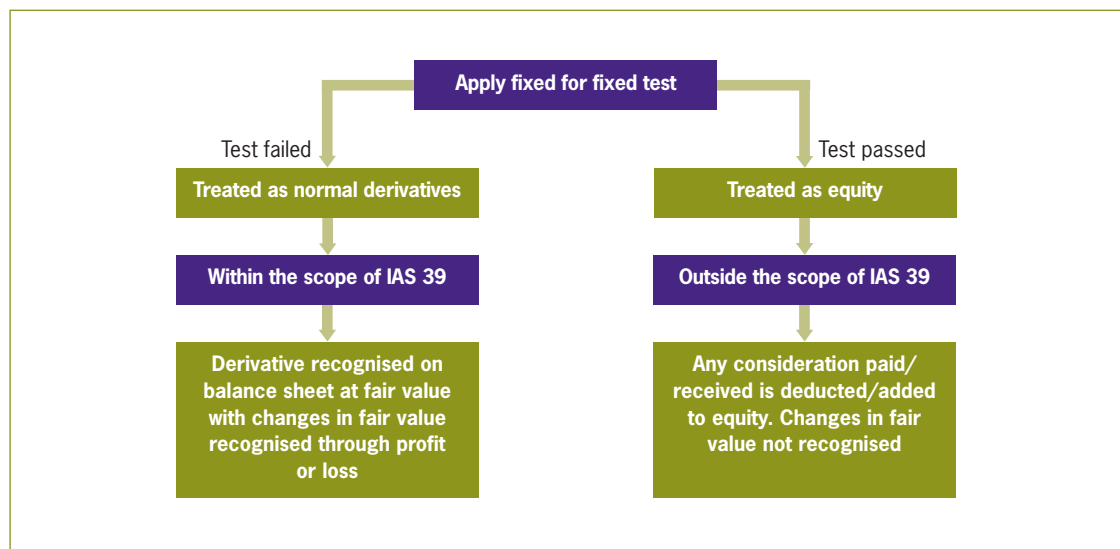 Apply fixed for fixed test
Test failed
Test passed
Treated as normal derivatives
Treated as equity
Within the scope of IAS 39
Outside the scope of IAS 39
Derivative recognised on
balance sheet at fair value
with changes in fair value
recognised through profit
or loss
Any consideration paid/
received is deducted/added
to equity. Changes in fair
value not recognised